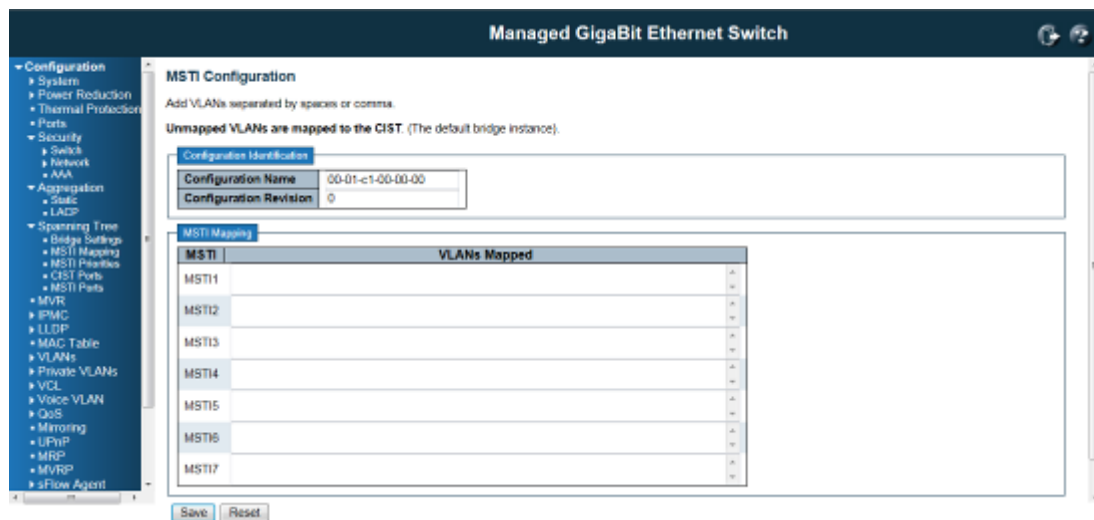 Managed GigaBit Ethernet Switch
Configuration
System
Power Reduction
Thermal Protection
Ports
Security
Switch
Network
AAA
Aggregation
Static
LACP
Spanning Tree
Bridge Settings
MSTI Mapping
MSTI Priorities
CIST Ports
MSTI Ports
MVR
IPMC
LLDP
MAC Table
VLANs
Private VLANs
VCL
Voice VLAN
QoS
Mirroring
UPnP
MRP
MVRP
sFlow Agent
MSTI Configuration
Add VLANs separated by spaces or comma.
Unmapped VLANs are mapped to the CIST. (The default bridge instance).
Configuration Identification
Configuration Name 00-01-c1-00-00-00
Configuration Revision 0
MSTI Mapping
MSTI VLANs Mapped
MSTI1
MSTI2
MSTI3
MSTI4
MSTI5
MSTI6
MSTI7
Save Reset